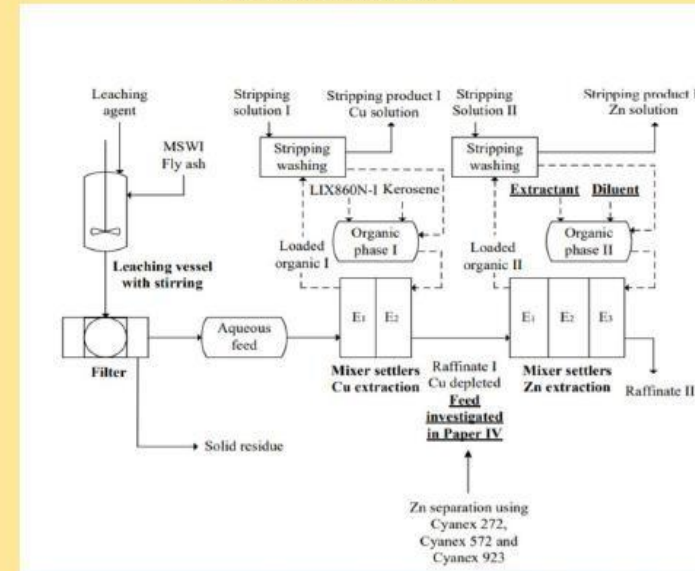 Leaching
agent
MSWI
Fly ash
Leaching vessel
with stirring
Filter
Solid residue
Aqueous
feed
Stripping
solution I
Stripping product I
Cu solution
Stripping
washing
LIX860N-I Kerosene
Organic
phase I
Loaded
organic I
E₁ E₂
Mixer settlers
Cu extraction
Raffinate I
Cu depleted
Feed
investigated
in Paper IV
Zn separation using
Cyanex 272,
Cyanex 572 and
Cyanex 923
Stripping
Solution II
Stripping product
Zn solution
Stripping
washing
Extractant Diluent
Organic
phase II
Loaded
organic II
E₁ E₂ E₃
Mixer settlers
Zn extraction
Raffinate II